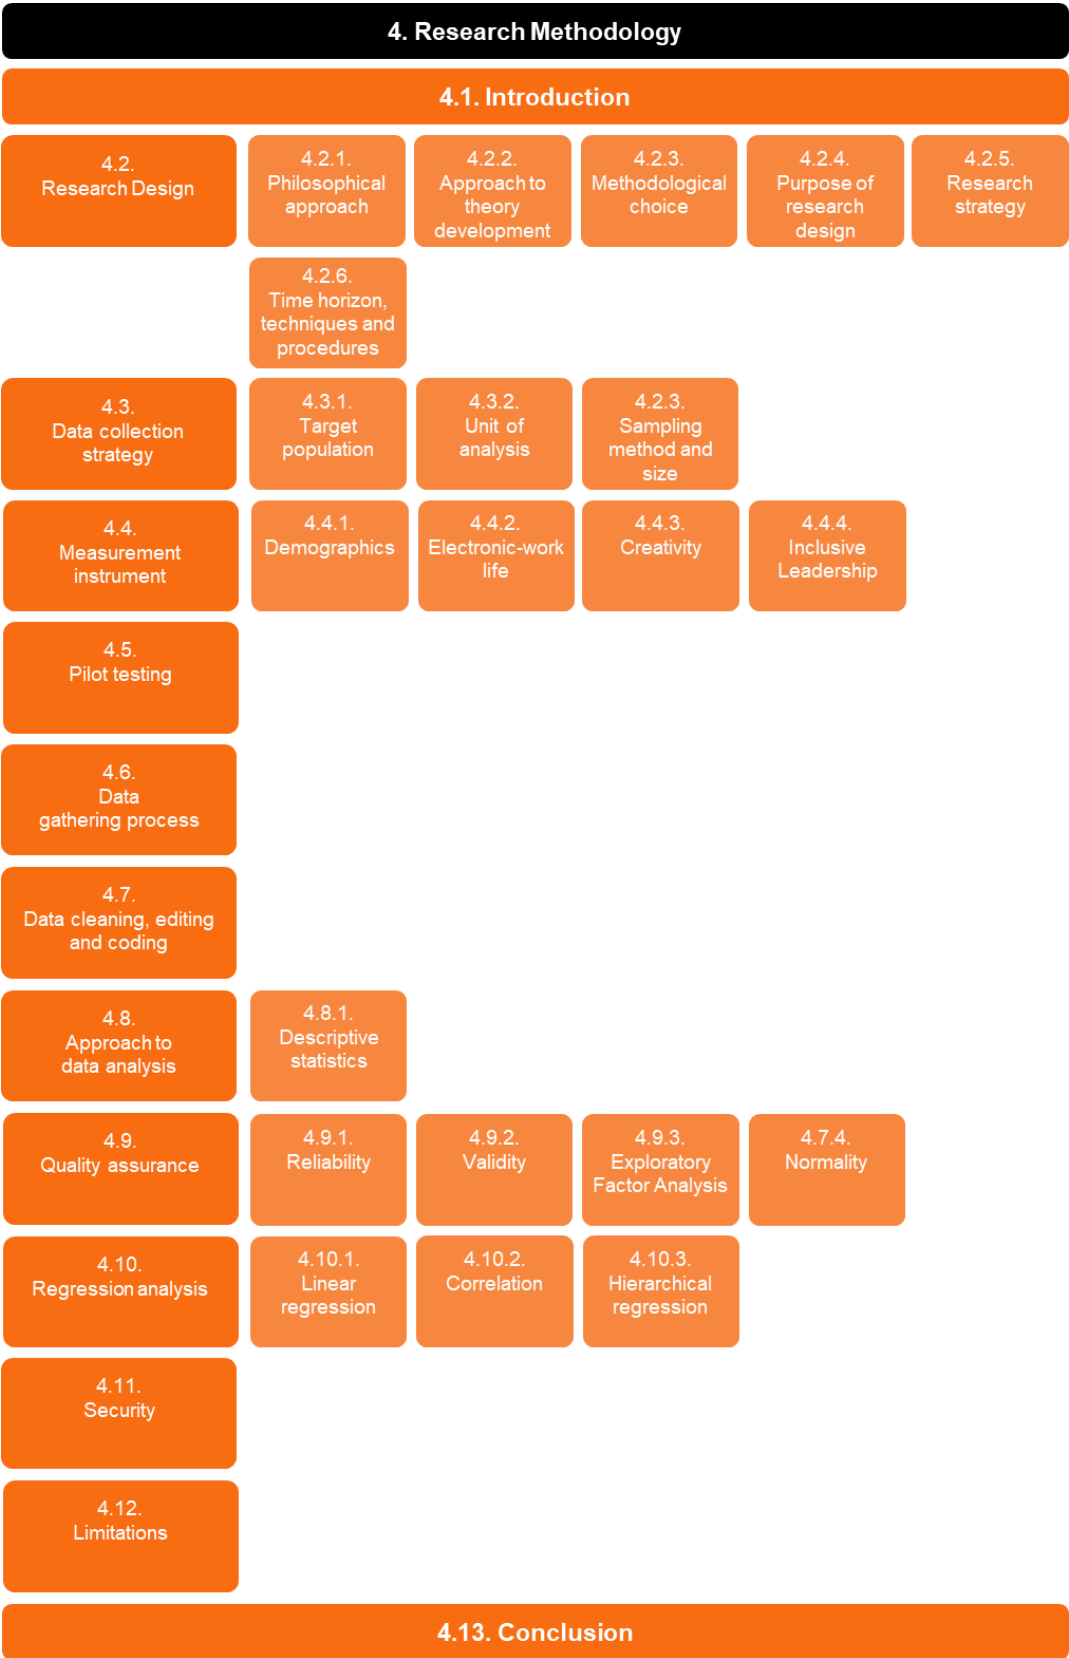 4. Research Methodology
4.1. Introduction
4.2.
Research Design
4.2.1.
Philosophical
approach
4.2.2.
Approach to
theory
development
4.2.3.
Methodological
choice
4.2.4.
Purpose of
research
design
4.2.5.
Research
strategy
4.2.6.
Time horizon,
techniques and
procedures
4.3.
Data collection
strategy
4.3.1.
Target
population
4.3.2.
Unit of
analysis
4.2.3.
Sampling
method and
size
4.4.
Measurement
instrument
4.4.1.
Demographics
4.4.2.
Electronic-work
life
4.4.3.
Creativity
4.4.4.
Inclusive
Leadership
4.5.
Pilot testing
4.6.
Data
gathering process
4.7.
Data cleaning, editing
and coding
4.8.
Approach to
data analysis
4.8.1.
Descriptive
statistics
4.9.
Quality assurance
4.9.1.
Reliability
4.9.2.
Validity
4.9.3.
Exploratory
Factor Analysis
4.7.4.
Normality
4.10.
Regression analysis
4.10.1.
Linear
regression
4.10.2.
Correlation
4.10.3.
Hierarchical
regression
4.11.
Security
4.12.
Limitations
4.13. Conclusion